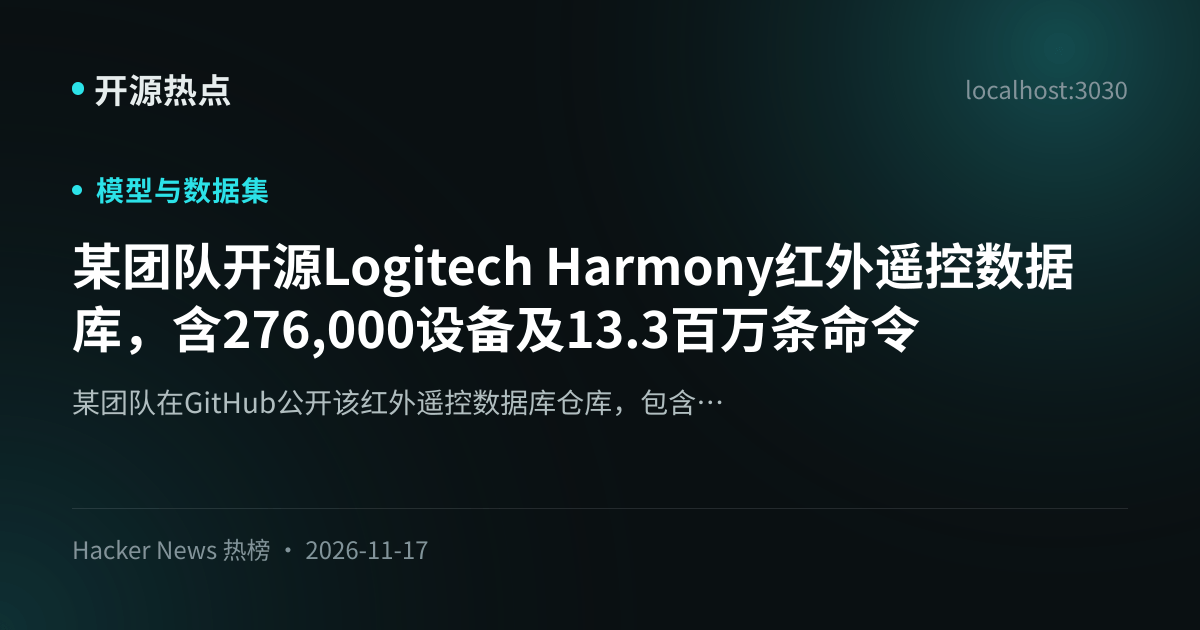 开源热点
localhost:3030
模型与数据集
某团队开源Logitech Harmony红外遥控数据
库，含276,000设备及13.3百万条命令
某团队在GitHub公开该红外遥控数据库仓库，包含…
Hacker News 热榜 · 2026-11-17